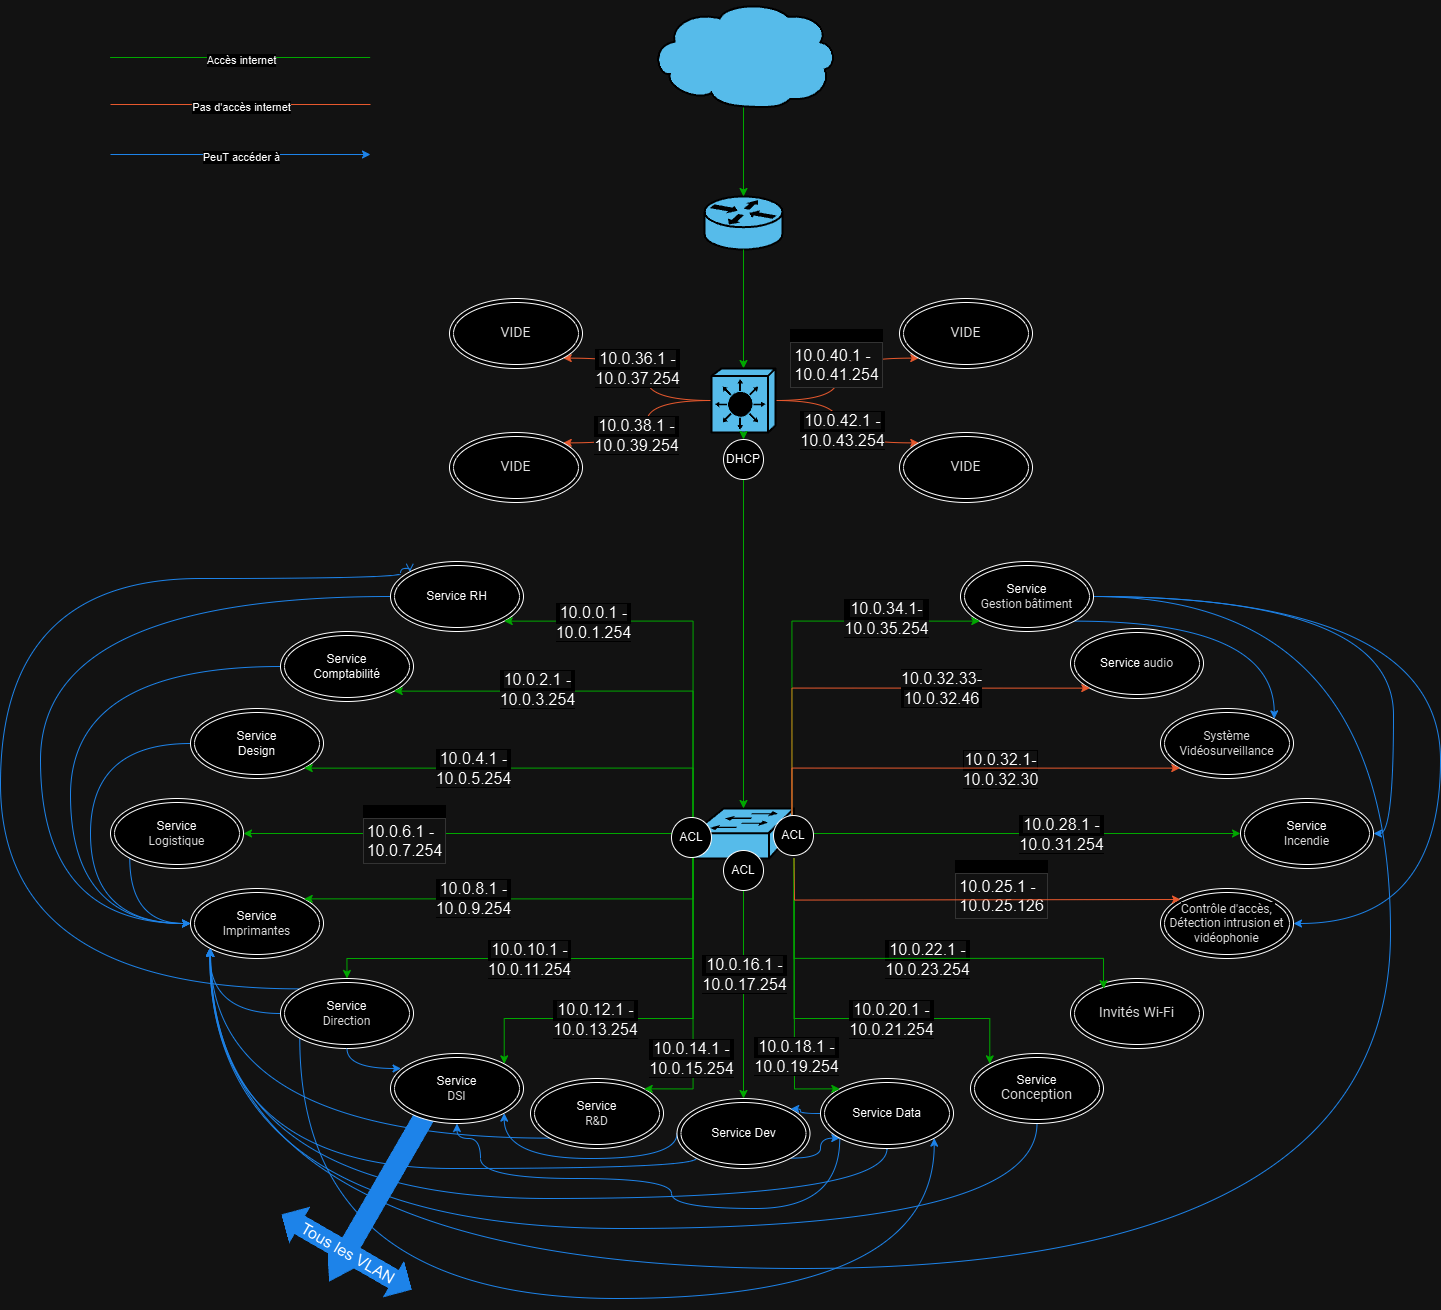 Accès internet
Pas d'accès internet
PeuT accéder à
VIDE
VIDE
10.0.36.1 -
10.0.37.254
10.0.40.1 -
10.0.41.254
10.0.38.1 -
10.0.39.254
10.0.42.1 -
10.0.43.254
VIDE
VIDE
DHCP
Service RH
10.0.0.1 -
10.0.1.254
10.0.34.1-
10.0.35.254
Service
Gestion bâtiment
Service
Comptabilité
10.0.2.1 -
10.0.3.254
10.0.32.33-
10.0.32.46
Service audio
Service
Design
10.0.4.1 -
10.0.5.254
10.0.32.1-
10.0.32.30
Système
Vidéosurveillance
Service
Logistique
10.0.6.1 -
10.0.7.254
ACL
ACL
ACL
10.0.28.1 -
10.0.31.254
Service
Incendie
Service
Imprimantes
10.0.8.1 -
10.0.9.254
10.0.25.1 -
10.0.25.126
Contrôle d'accès,
Détection intrusion et
vidéophonie
10.0.10.1 -
10.0.11.254
10.0.16.1 -
10.0.17.254
10.0.22.1 -
10.0.23.254
Service
Direction
10.0.12.1 -
10.0.13.254
10.0.20.1 -
10.0.21.254
Invités Wi-Fi
10.0.14.1 -
10.0.15.254
10.0.18.1 -
10.0.19.254
Service
DSI
Service
R&D
Service Dev
Service Data
Service
Conception
Tous les VLAN